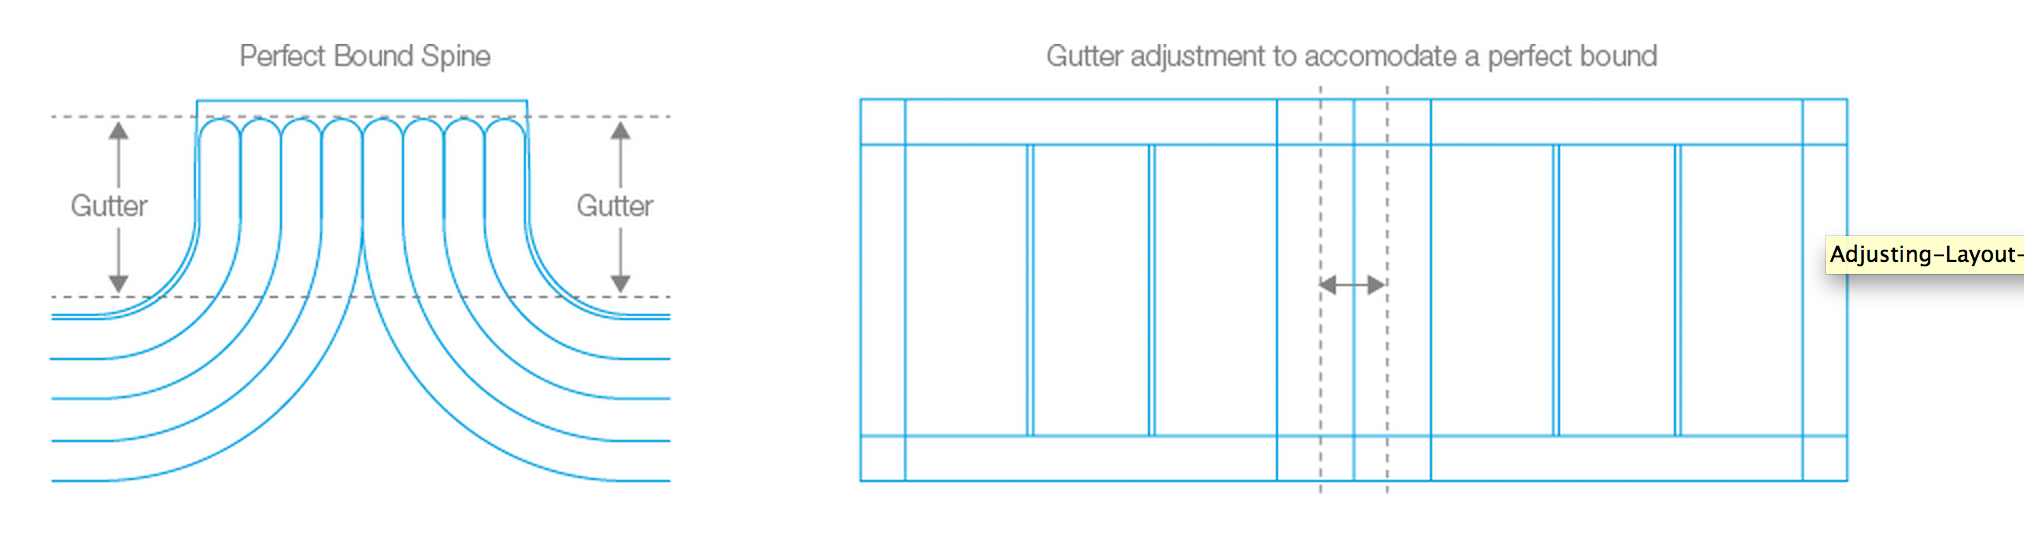 Perfect Bound Spine
Gutter adjustment to accomodate a perfect bound
Gutter
Gutter
Adjusting-Layout-